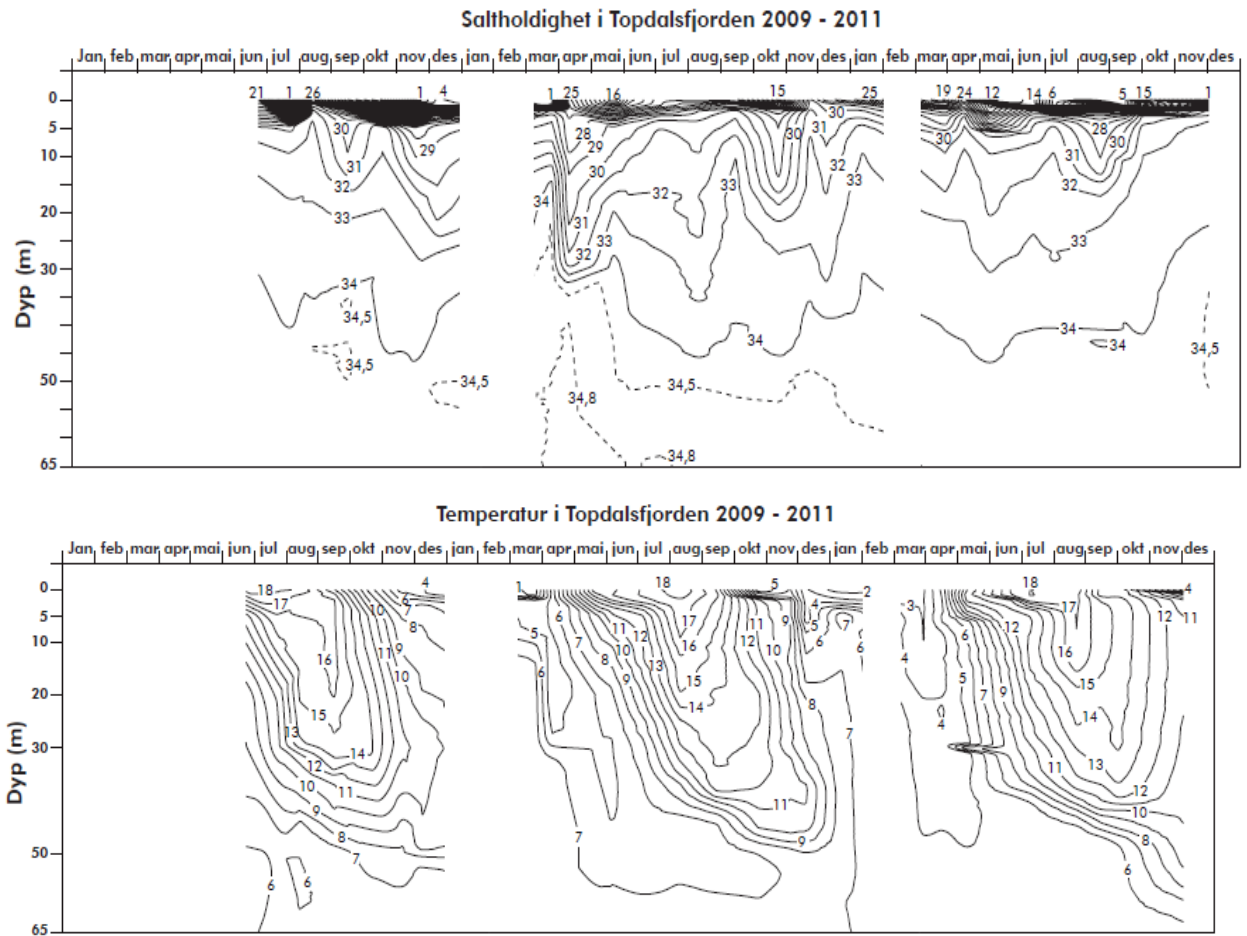 Saltholdighet i Topdalsfjorden 2009 - 2011
Jan feb mar apr mai jun jul aug sep okt nov des jan feb mar apr mai jun jul aug sep okt nov des jan feb mar apr mai jun jul aug sep okt nov des
21 1 26 1 4 1 25 16 15 25 19 24 12 14 6 5 15 1
0
30 28 30 30 31 28
5
29 29 30 30
10
31 30 32 31
32 33 33 32
34 32 33
20
33 31 33 33
32
30
34
34,5 34 34
34
34,5 34,5
50
34,5 34,5
34,8
34,8
65
Dyp (m)
Temperatur i Topdalsfjorden 2009 - 2011
Jan feb mar apr mai jun jul aug sep okt nov des jan feb mar apr mai jun jul aug sep okt nov des jan feb mar apr mai jun jul aug sep okt nov des
4 1 18 5 18 4
0
18 2
17 10 7 4 3 17
5
8 6 11 17 11 9 5 7 6 12 12 11
10
11 9 5 7 10 12 16 12 10 6 6 4 16
16 10 6 8 9 13 15 5 7 9 15
20
15 14 8 4 14
13 7
30
14 13
12 11
10 11 12
9 11 10
8 9 8
7 7
50
6 6 6
65
Dyp (m)